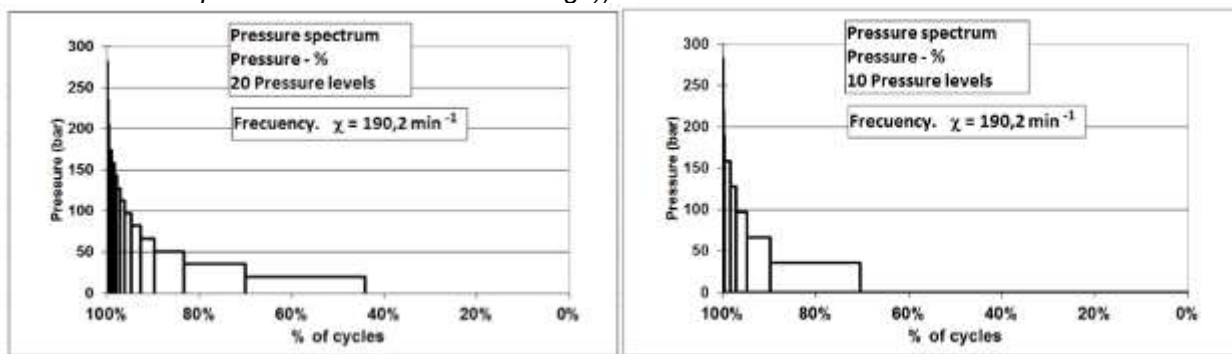 Pressure spectrum
Pressure - %
20 Pressure levels
Frecuency. χ = 190,2 min -1
Pressure (bar)
300
250
200
150
100
50
0
100%
80%
60%
40%
20%
0%
% of cycles
Pressure spectrum
Pressure - %
10 Pressure levels
Frecuency. χ = 190,2 min -1
Pressure (bar)
300
250
200
150
100
50
0
100%
80%
60%
40%
20%
0%
% of cycles